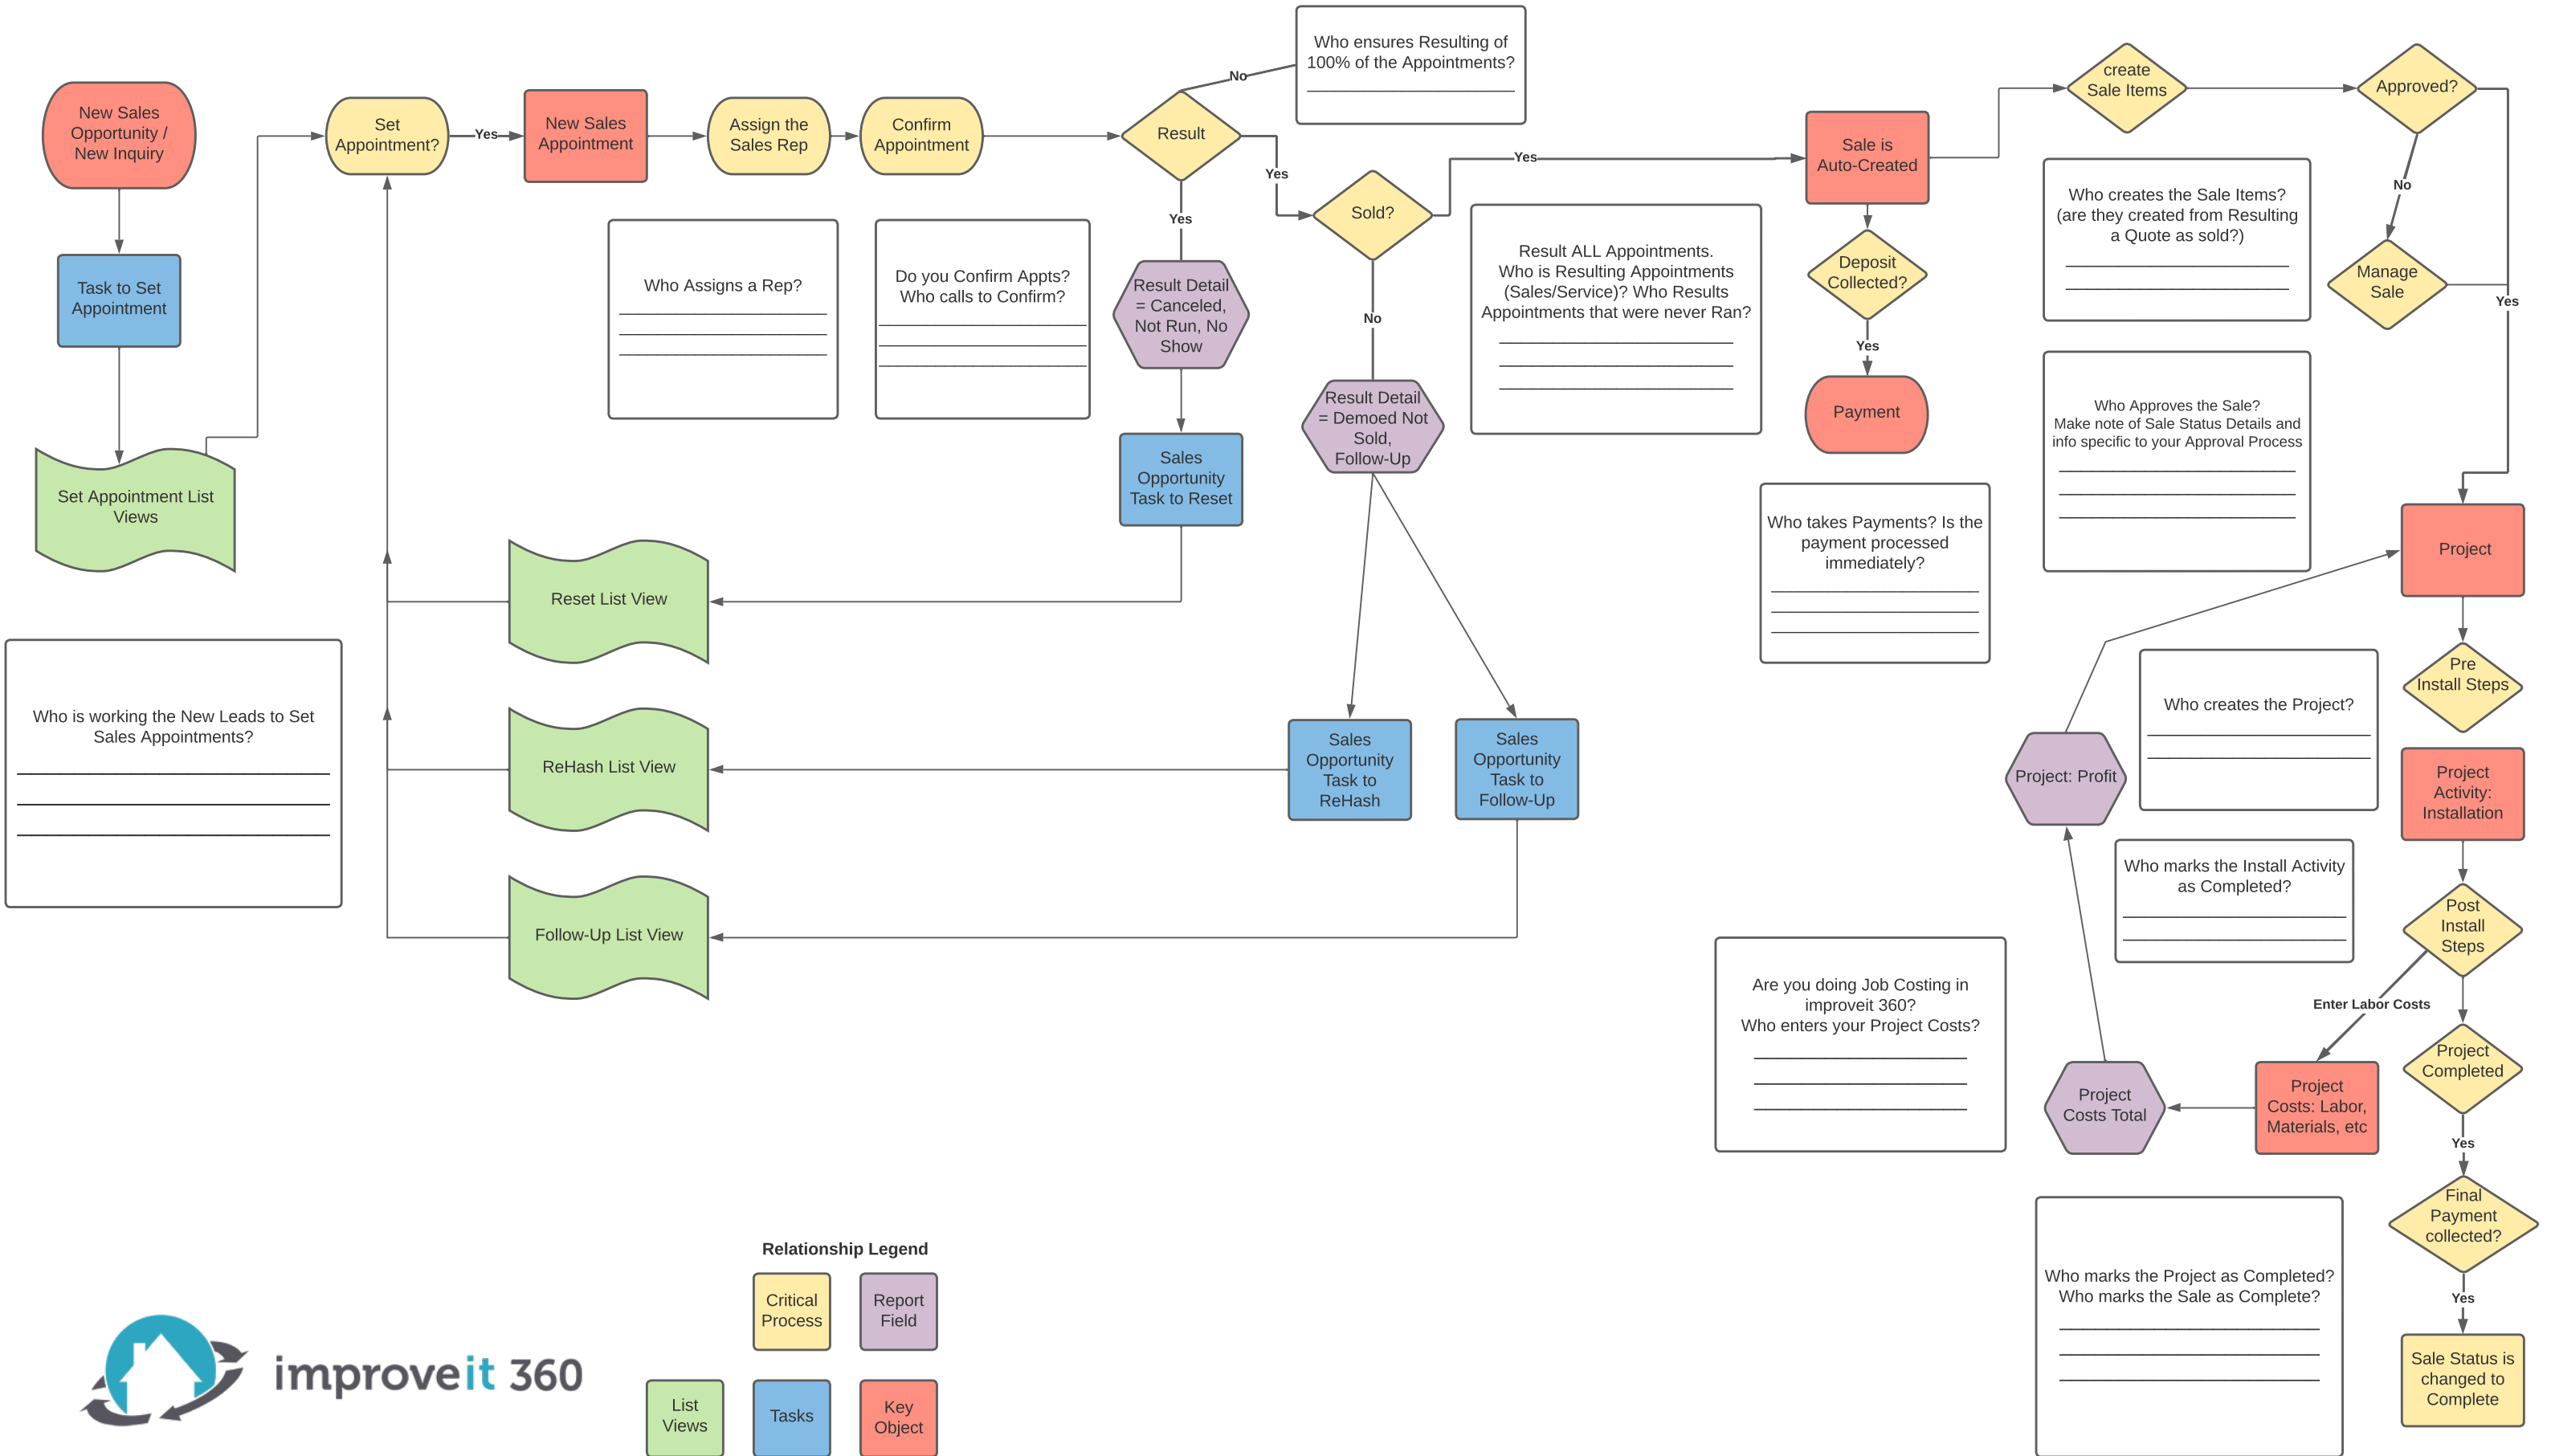 New Sales
Opportunity /
New Inquiry
Task to Set
Appointment
Set Appointment List
Views
Who is working the New Leads to Set
Sales Appointments?
Set
Appointment?
Yes
New Sales
Appointment
Assign the
Sales Rep
Confirm
Appointment
Who Assigns a Rep?
Do you Confirm Appts?
Who calls to Confirm?
Result
No
Who ensures Resulting of
100% of the Appointments?
Yes
Yes
Result Detail
= Canceled,
Not Run, No
Show
Sales
Opportunity
Task to Reset
Reset List View
ReHash List View
Follow-Up List View
Sold?
Yes
No
Result Detail
= Demoed Not
Sold,
Follow-Up
Sales
Opportunity
Task to
ReHash
Sales
Opportunity
Task to
Follow-Up
Result ALL Appointments.
Who is Resulting Appointments
(Sales/Service)? Who Results
Appointments that were never Ran?
Sale is
Auto-Created
Deposit
Collected?
Yes
Payment
Who takes Payments? Is the
payment processed
immediately?
create
Sale Items
Approved?
No
Manage
Sale
Yes
Who creates the Sale Items?
(are they created from Resulting
a Quote as sold?)
Who Approves the Sale?
Make note of Sale Status Details and
info specific to your Approval Process
Project
Pre
Install Steps
Who creates the Project?
Project: Profit
Project
Activity:
Installation
Who marks the Install Activity
as Completed?
Post
Install
Steps
Enter Labor Costs
Are you doing Job Costing in
improveit 360?
Who enters your Project Costs?
Project
Completed
Project
Costs Total
Project
Costs: Labor,
Materials, etc
Yes
Final
Payment
collected?
Yes
Who marks the Project as Completed?
Who marks the Sale as Complete?
Sale Status is
changed to
Complete
Relationship Legend
Critical
Process
Report
Field
List
Views
Tasks
Key
Object
improveit 360